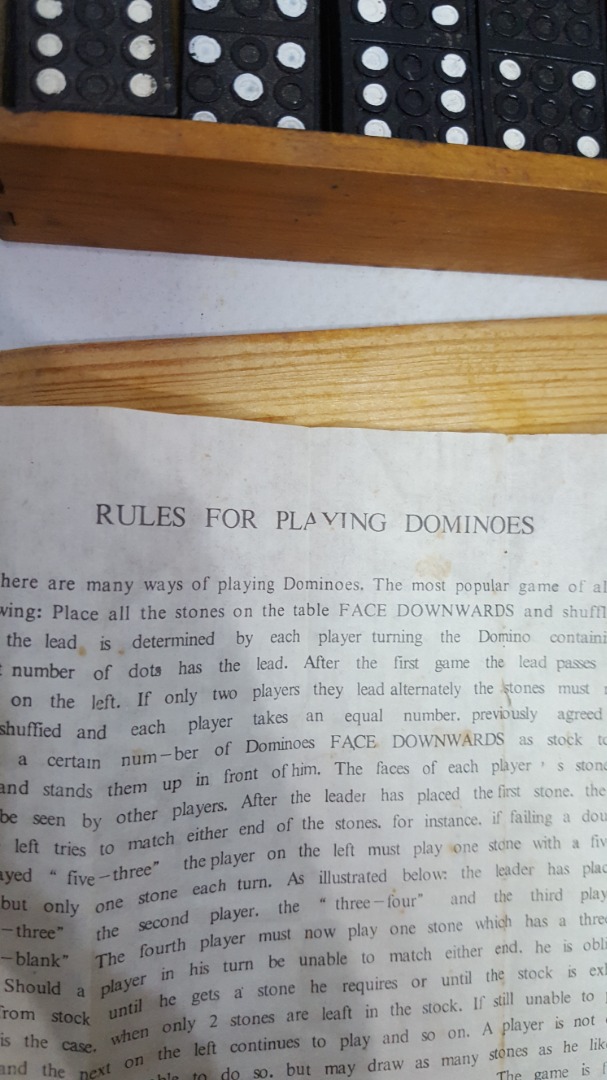 RULES FOR PLAYING DOMINOES
here are many ways of playing Dominoes. The most popular game of al
wing: Place all the stones on the table FACE DOWNWARDS and shuffl
the lead is determined by each player turning the Domino containi
number of dots has the lead. After the first game the lead passes
on the left. If only two players they lead alternately the stones must
shuffied and each player takes an equal number. previously agreed
a certain num-ber of Dominoes FACE DOWNWARDS as stock to
and stands them up in front of him. The faces of each player ' s stone
be seen by other players. After the leader has placed the first stone. the
left tries to match either end of the stones. for instance. if failing a dou
ayed " five-three" the player on the left must play one stone with a fiv
but only one stone each turn. As illustrated below: the leader has plac
-three" the second player. the " three-four" and the third play
-blank" The fourth player must now play one stone which has a three
Should a player in his turn be unable to match either end. he is obli
from stock until he gets a stone he requires or until the stock is exh
is the case. when only 2 stones are leaft in the stock. If still unable to
and the next on the left continues to play and so on. A player is not
to do so. but may draw as many stones as he like
The game is